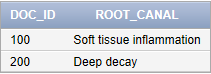 DOC_ID ROOT_CANAL
100 Soft tissue inflammation
200 Deep decay